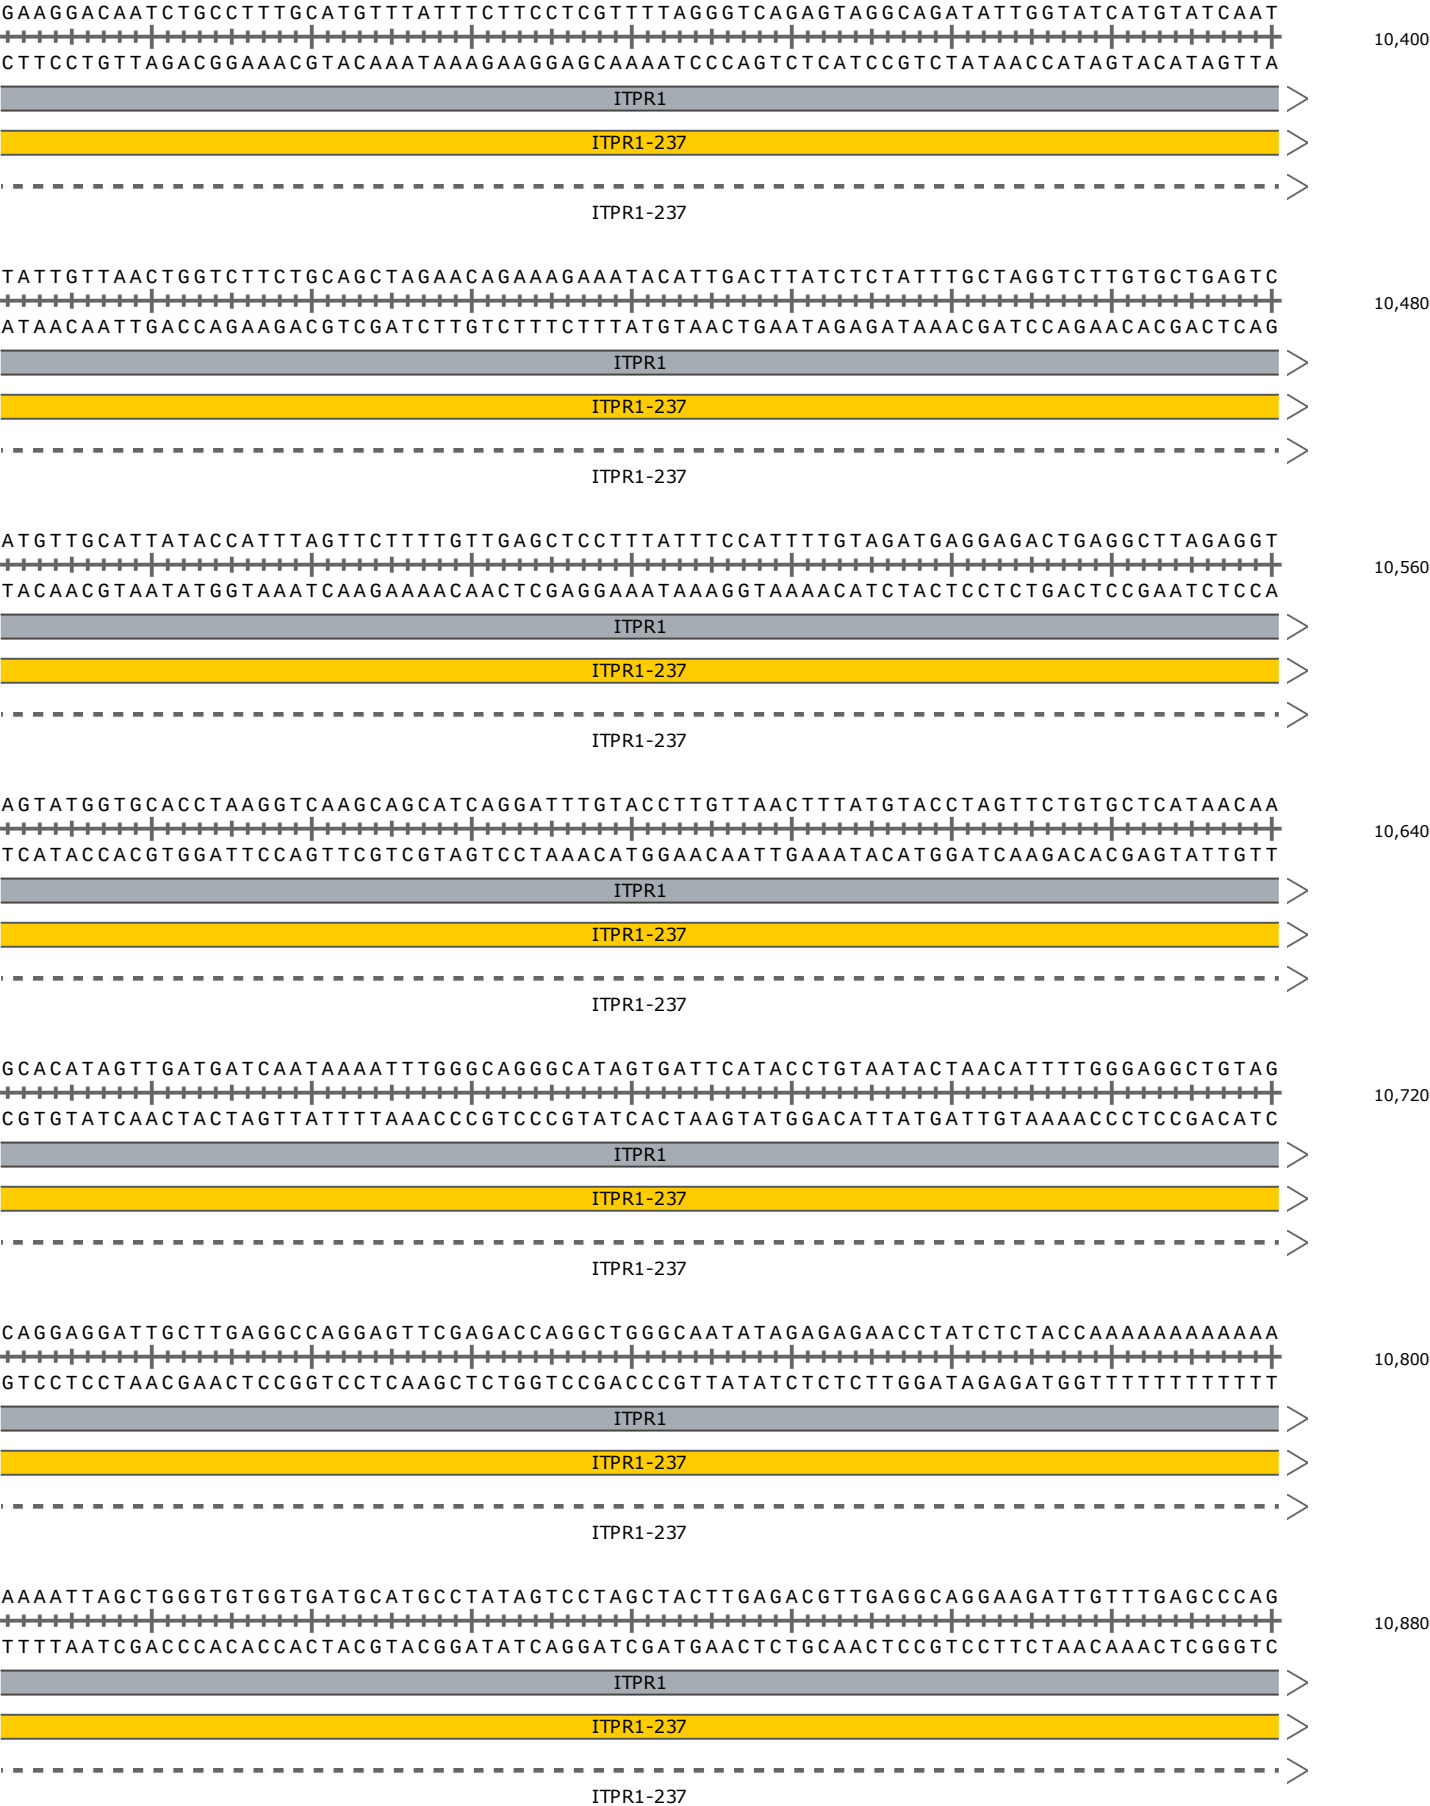 GAAGGACAATCTGCCTTTGCATGTTTATTTCTTCCTCGTTTTAGGGTCAGAGTAGGCAGATATTGGTATCATGTATCAAT
10,400
CTTCCTGTTAGACGGAAACGTACAAATAAAGAAGGAGCAAAATCCCAGTCTCATCCGTCTATAACCATAGTACATAGTTA
ITPR1
ITPR1-237
ITPR1-237
TATTGTTAACTGGTCTTCTGCAGCTAGAACAGAAAGAAATACATTGACTTATCTCTATTTGCTAGGTCTTGTGCTGAGTC
10,480
ATAACAATTGACCAGAAGACGTCGATCTTGTCTTTCTTTATGTAACTGAATAGAGATAAACGATCCAGAACACGACTCAG
ITPR1
ITPR1-237
ITPR1-237
ATGTTGCATTATACCATTTAGTTCTTTTGTTGAGCTCCTTTATTTCCATTTTGTAGATGAGGAGACTGAGGCTTAGAGGT
10,560
TACAACGTAATATGGTAAATCAAGAAAACAACTCGAGGAAATAAAGGTAAAACATCTACTCCTCTGACTCCGAATCTCCA
ITPR1
ITPR1-237
ITPR1-237
AGTATGGTGCACCTAAGGTCAAGCAGCATCAGGATTTGTACCTTGTTAACTTTATGTACCTAGTTCTGTGCTCATAACAA
10,640
TCATACCACGTGGATTCCAGTTCGTCGTAGTCCTAAACATGGAACAATTGAAATACATGGATCAAGACACGAGTATTGTT
ITPR1
ITPR1-237
ITPR1-237
GCACATAGTTGATGATCAATAAAATTTGGGCAGGGCATAGTGATTCATACCTGTAATACTAACATTTTGGGAGGCTGTAG
10,720
CGTGTATCAACTACTAGTTATTTTAAACCCGTCCCGTATCACTAAGTATGGACATTATGATTGTAAAACCCTCCGACATC
ITPR1
ITPR1-237
ITPR1-237
CAGGAGGATTGCTTGAGGCCAGGAGTTCGAGACCAGGCTGGGCAATATAGAGAGAACCTATCTCTACCAAAAAAAAAAAA
10,800
GTCCTCCTAACGAACTCCGGTCCTCAAGCTCTGGTCCGACCCGTTATATCTCTCTTGGATAGAGATGGTTTTTTTTTTTT
ITPR1
ITPR1-237
ITPR1-237
AAAATTAGCTGGGTGTGGTGATGCATGCCTATAGTCCTAGCTACTTGAGACGTTGAGGCAGGAAGATTGTTTGAGCCCAG
10,880
TTTTAATCGACCCACACCACTACGTACGGATATCAGGATCGATGAACTCTGCAACTCCGTCCTTCTAACAAACTCGGGTC
ITPR1
ITPR1-237
ITPR1-237